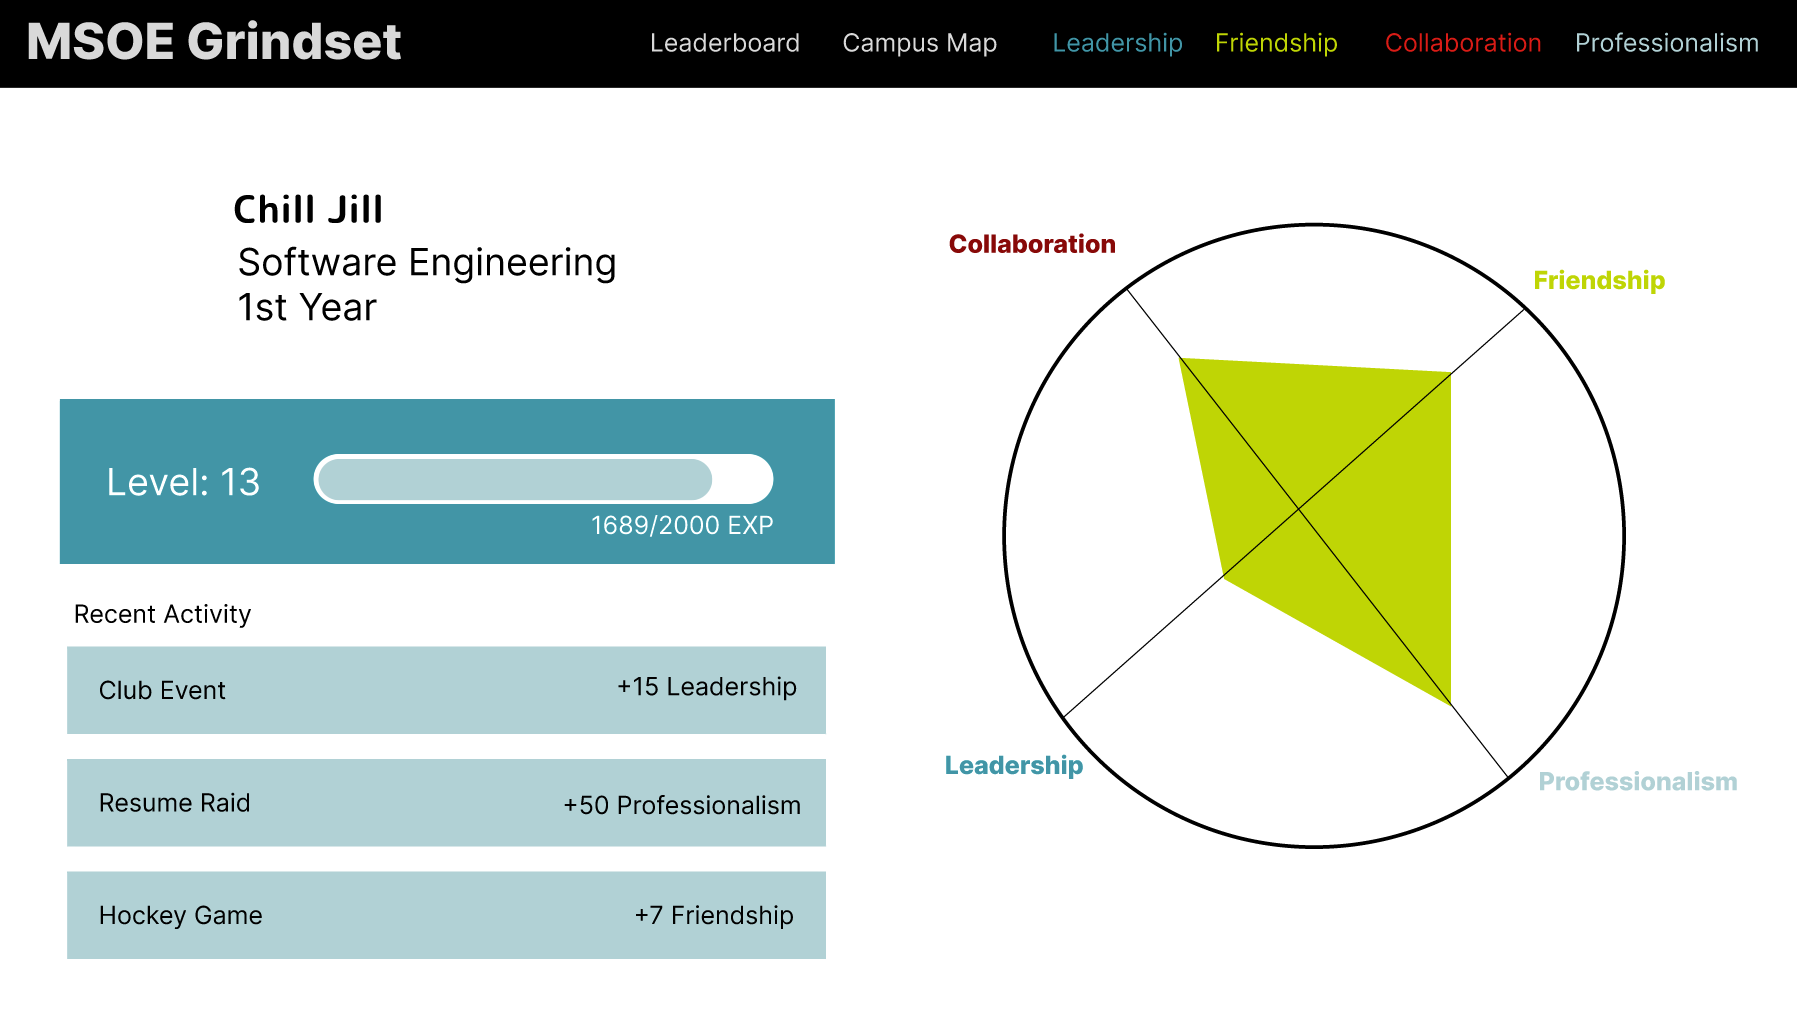 MSOE Grindset
Leaderboard
Campus Map
Leadership
Friendship
Collaboration
Professionalism
Chill Jill
Software Engineering
1st Year
Level: 13
1689/2000 EXP
Recent Activity
Club Event
+15 Leadership
Resume Raid
+50 Professionalism
Hockey Game
+7 Friendship
Collaboration
Friendship
Leadership
Professionalism